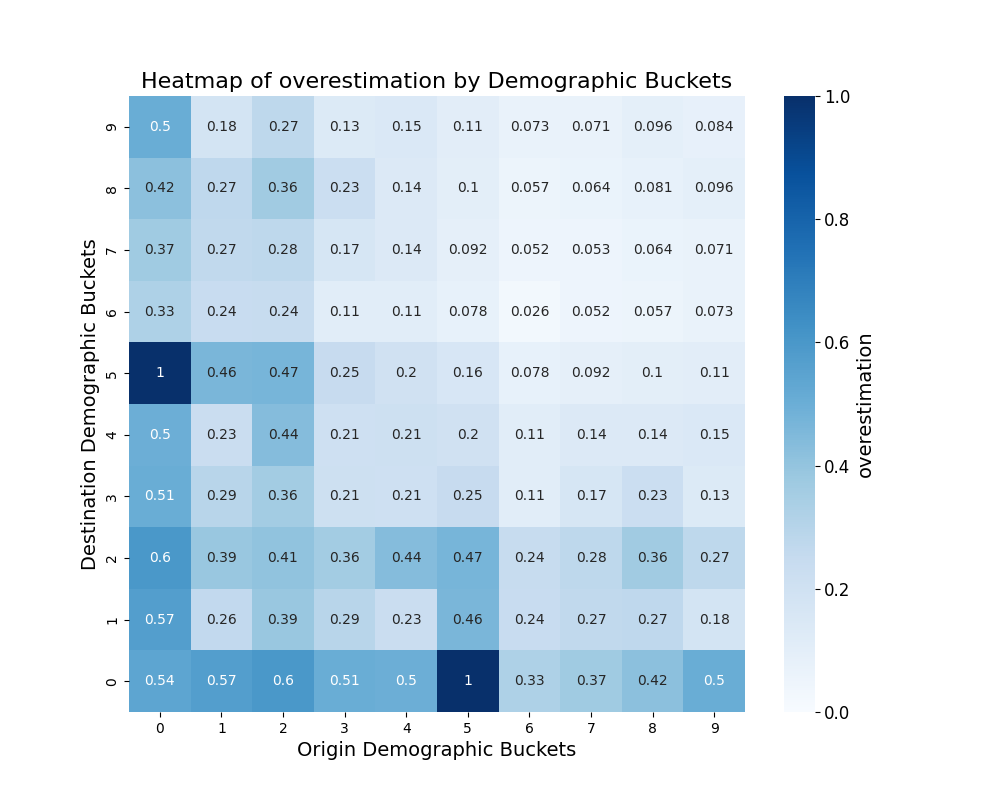 Heatmap of overestimation by Demographic Buckets
9 0.5 0.18 0.27 0.13 0.15 0.11 0.073 0.071 0.096 0.084
8 0.42 0.27 0.36 0.23 0.14 0.1 0.057 0.064 0.081 0.096
7 0.37 0.27 0.28 0.17 0.14 0.092 0.052 0.053 0.064 0.071
6 0.33 0.24 0.24 0.11 0.11 0.078 0.026 0.052 0.057 0.073
5 1 0.46 0.47 0.25 0.2 0.16 0.078 0.092 0.1 0.11
4 0.5 0.23 0.44 0.21 0.21 0.2 0.11 0.14 0.14 0.15
3 0.51 0.29 0.36 0.21 0.21 0.25 0.11 0.17 0.23 0.13
2 0.6 0.39 0.41 0.36 0.44 0.47 0.24 0.28 0.36 0.27
1 0.57 0.26 0.39 0.29 0.23 0.46 0.24 0.27 0.27 0.18
0 0.54 0.57 0.6 0.51 0.5 1 0.33 0.37 0.42 0.5
0 1 2 3 4 5 6 7 8 9
Origin Demographic Buckets
Destination Demographic Buckets
1.0
0.8
0.6
0.4
0.2
0.0
overestimation